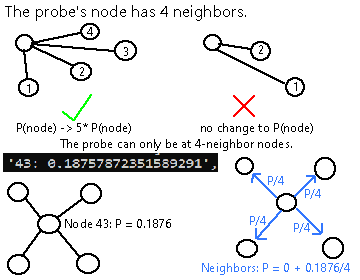 The probe's node has 4 neighbors.
4
3
2
1
2
1
P(node) -> 5* P(node)
no change to P(node)
The probe can only be at 4-neighbor nodes.
'43: 0.18757872351589291',
Node 43: P = 0.1876
P/4
P/4
P/4
P/4
Neighbors: P = 0 + 0.1876/4